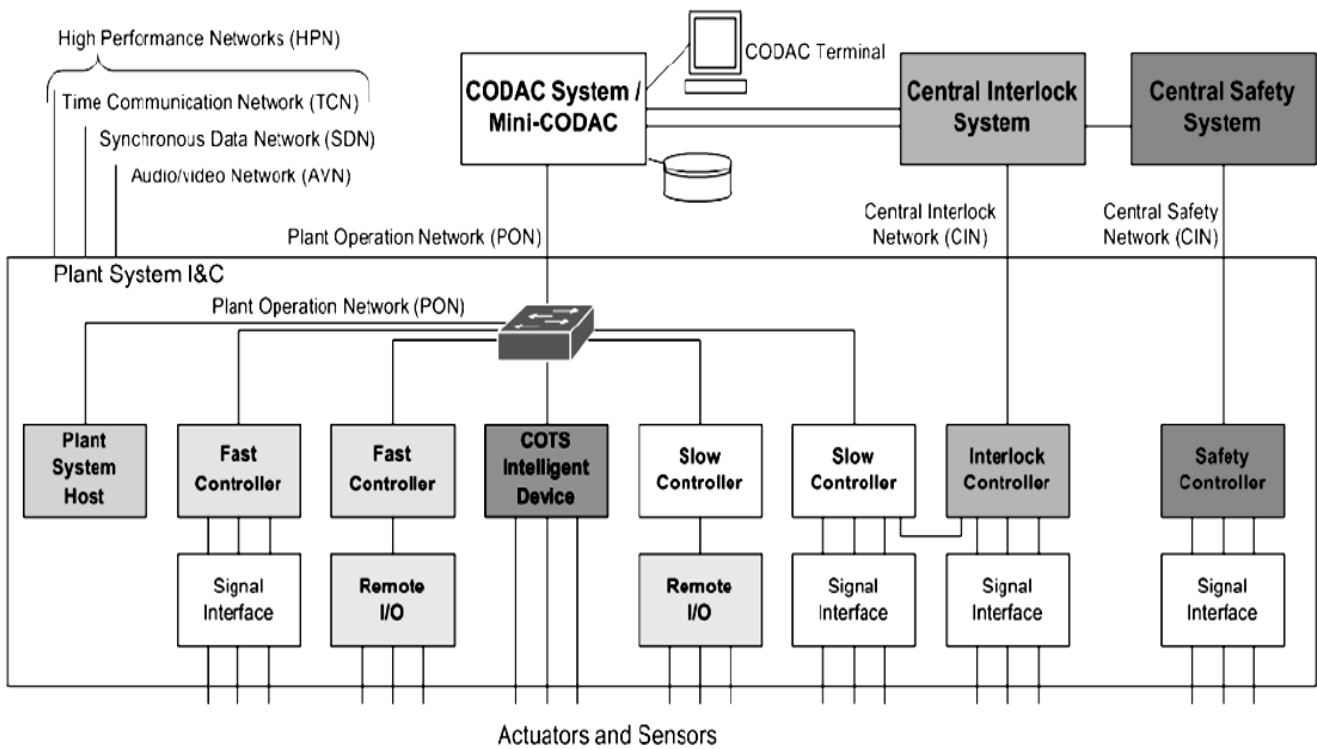 High Performance Networks (HPN)
Time Communication Network (TCN)
Synchronous Data Network (SDN)
Audio/video Network (AVN)
CODAC System /
Mini-CODAC
CODAC Terminal
Central Interlock
System
Central Safety
System
Plant Operation Network (PON)
Central Interlock
Network (CIN)
Central Safety
Network (CIN)
Plant System I&C
Plant Operation Network (PON)
Plant
System
Host
Fast
Controller
Fast
Controller
COTS
Intelligent
Device
Slow
Controller
Slow
Controller
Interlock
Controller
Safety
Controller
Signal
Interface
Remote
I/O
Remote
I/O
Signal
Interface
Signal
Interface
Signal
Interface
Actuators and Sensors